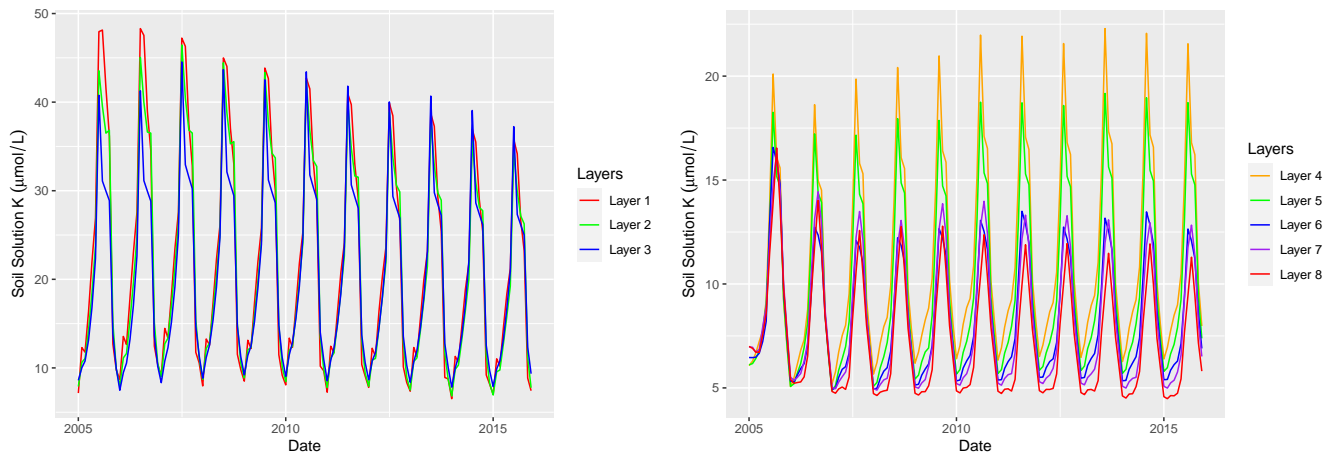 Soil Solution K (μmol/ L)
50
40
30
20
10
2005
2010
2015
Date
Layers
Layer 1
Layer 2
Layer 3
Soil Solution K (μmol/ L)
20
15
10
5
2005
2010
2015
Date
Layers
Layer 4
Layer 5
Layer 6
Layer 7
Layer 8